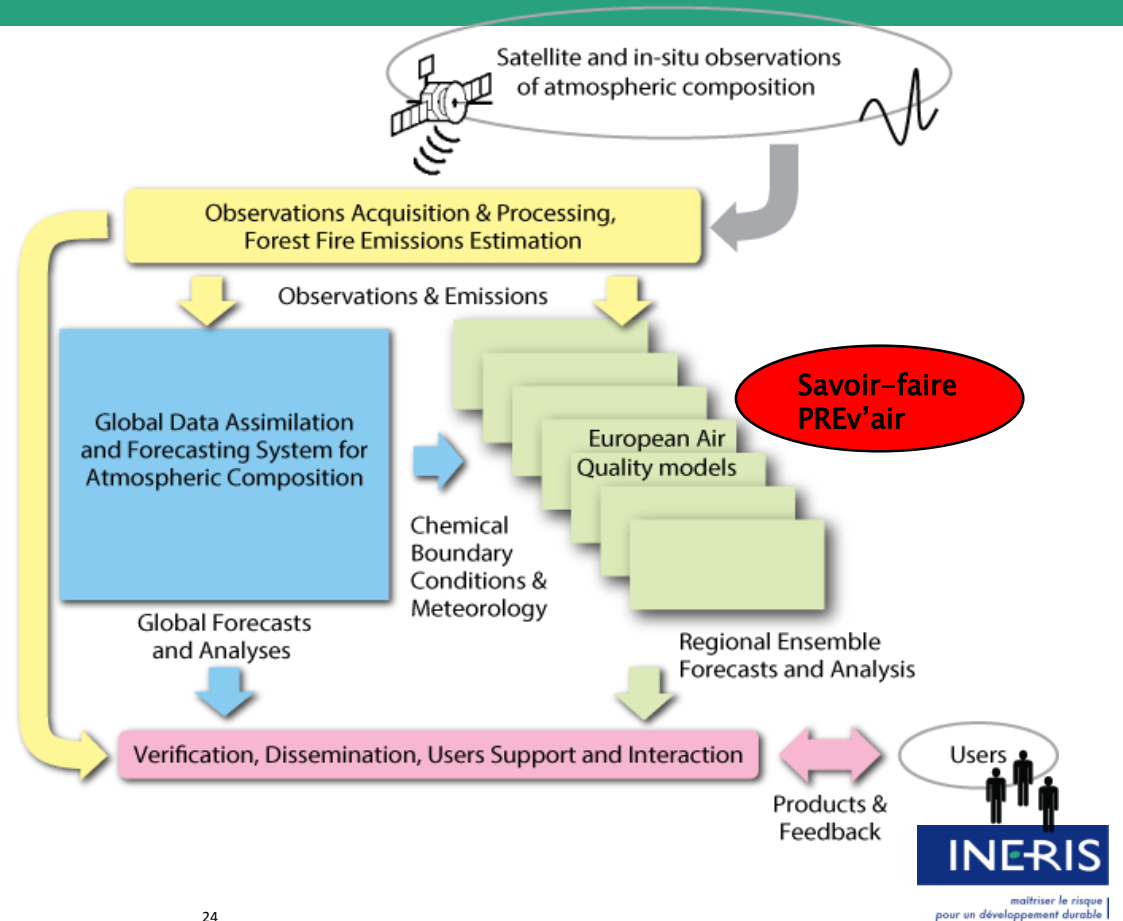 Satellite and in-situ observations
of atmospheric composition
Observations Acquisition & Processing,
Forest Fire Emissions Estimation
Observations & Emissions
Savoir-faire
PREv'air
Global Data Assimilation
and Forecasting System for
Atmospheric Composition
European Air
Quality models
Chemical
Boundary
Conditions &
Meteorology
Global Forecasts
and Analyses
Regional Ensemble
Forecasts and Analysis
Verification, Dissemination, Users Support and Interaction
Users
Products &
Feedback
INERIS
maîtriser le risque
pour un développement durable
24